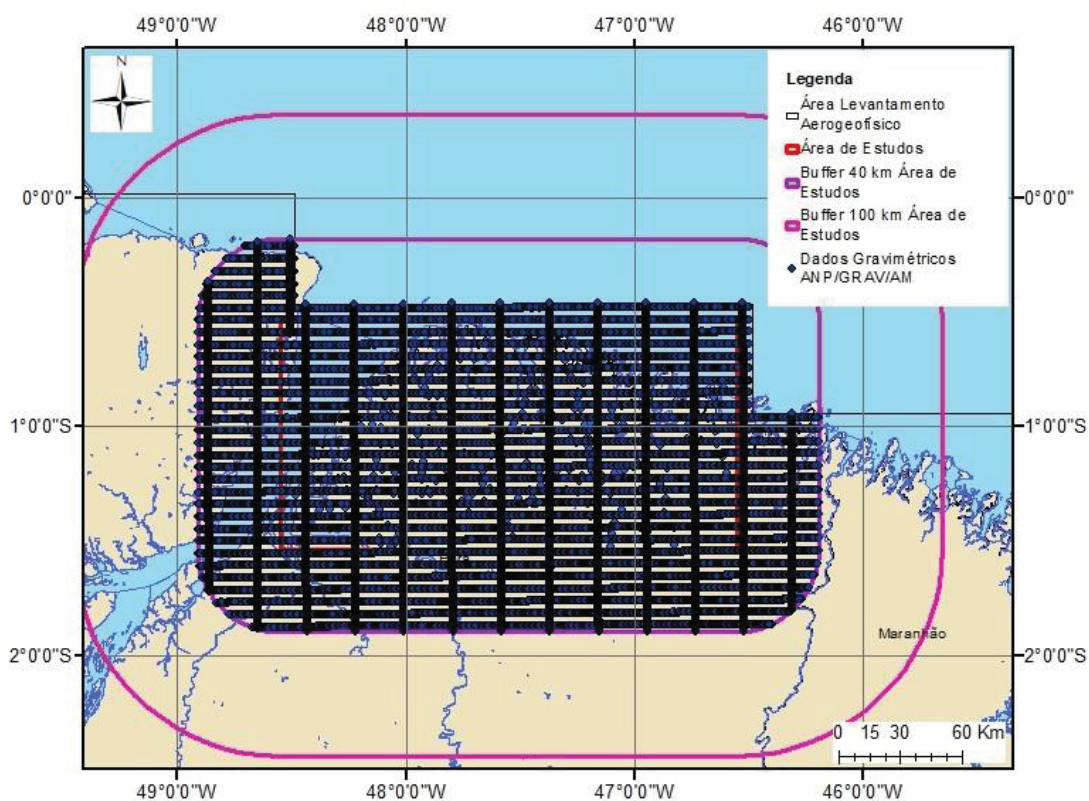 49°0'0"W 48°0'0"W 47°0'0"W 46°0'0"W
N
Legenda
Área Levantamento
Aerogeofísico
Área de Estudos
Buffer 40 km Área de
Estudos
Buffer 100 km Área de
Estudos
Dados Gravimétricos
ANP/GRAV/AM
0°0'0" 0°0'0"
1°0'0"S 1°0'0"S
2°0'0"S 2°0'0"S
Maranhão
0 15 30 60 Km
49°0'0"W 48°0'0"W 47°0'0"W 46°0'0"W